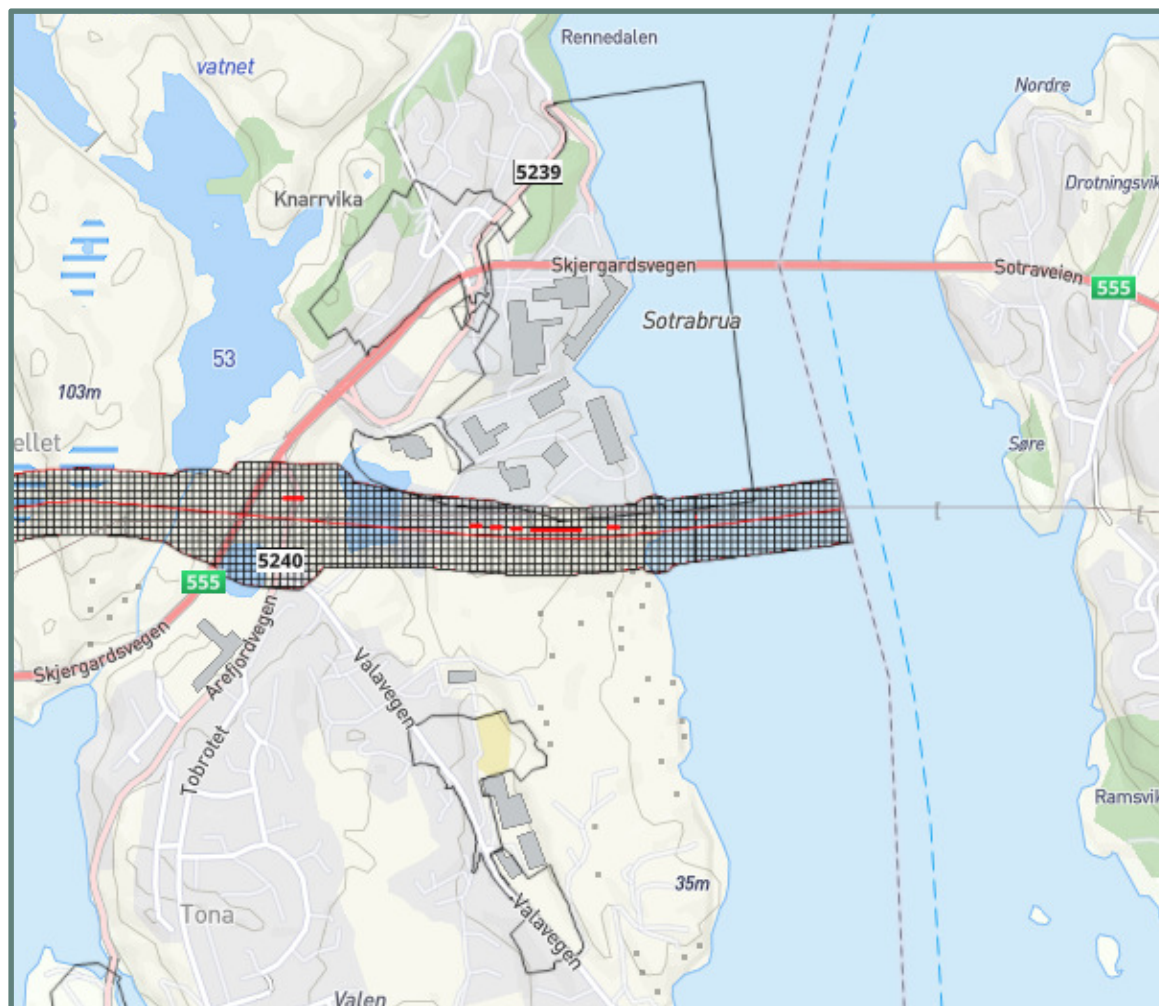 Rennedalen
vatnet
Nordre
5239
Knarrvika
Drotningsvik
Skjergardsvegen
Sotraveien
555
Sotrabrua
53
103m
ellet
Søre
5240
555
Skjergardsvegen
Arefjordvegen
Valavegen
Tobrotet
Ramsvik
35m
Tona
Valavegen
Valen